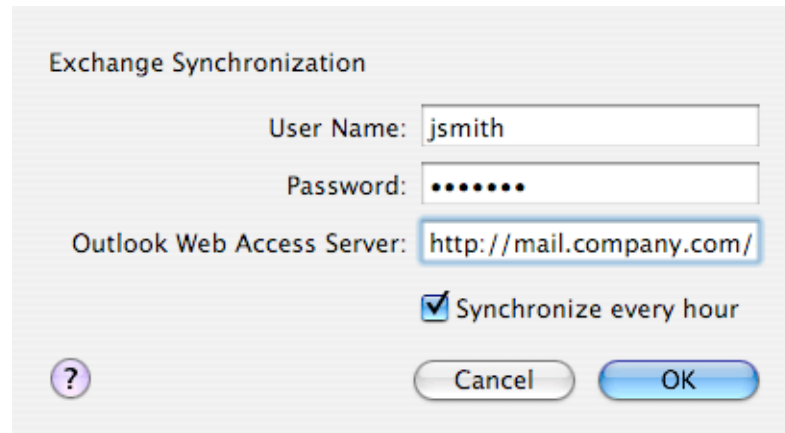 Exchange Synchronization
User Name: jsmith
Password: •••••••
Outlook Web Access Server: http://mail.company.com/
Synchronize every hour
? Cancel OK